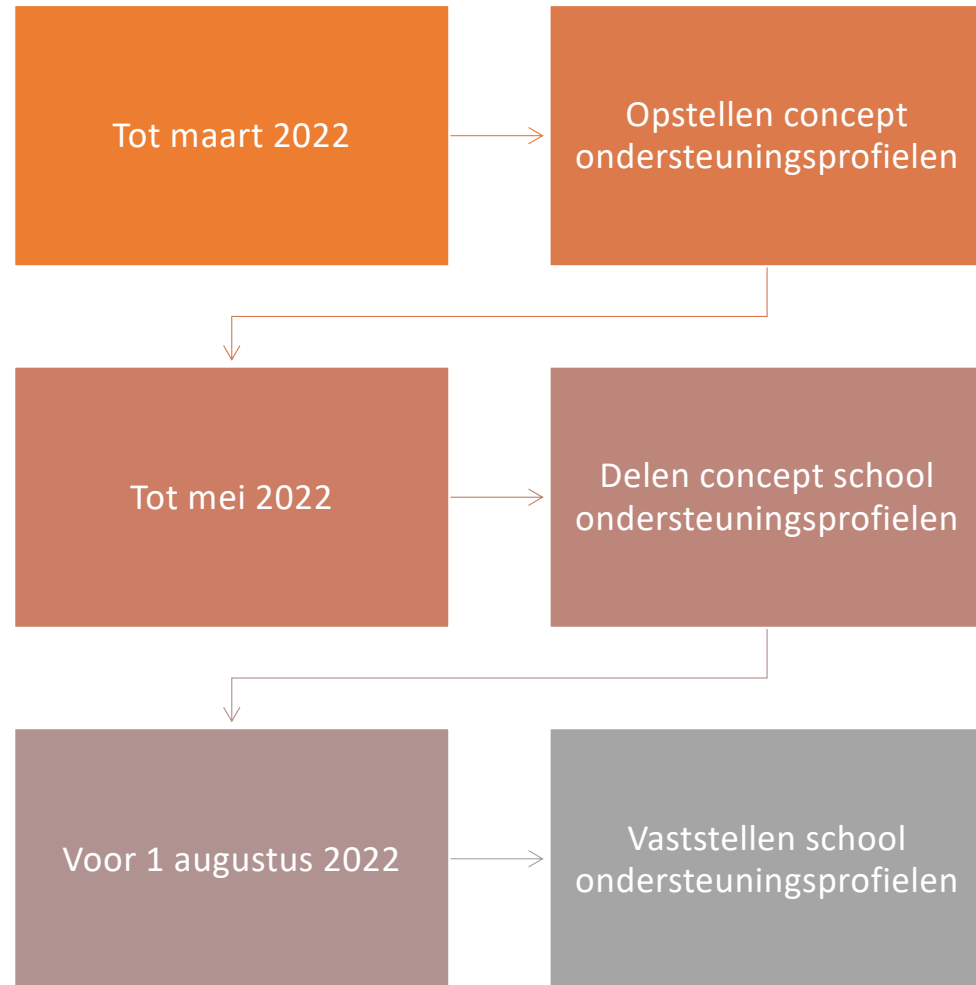 Tot maart 2022
Opstellen concept
ondersteuningsprofielen
Tot mei 2022
Delen concept school
ondersteuningsprofielen
Voor 1 augustus 2022
Vaststellen school
ondersteuningsprofielen